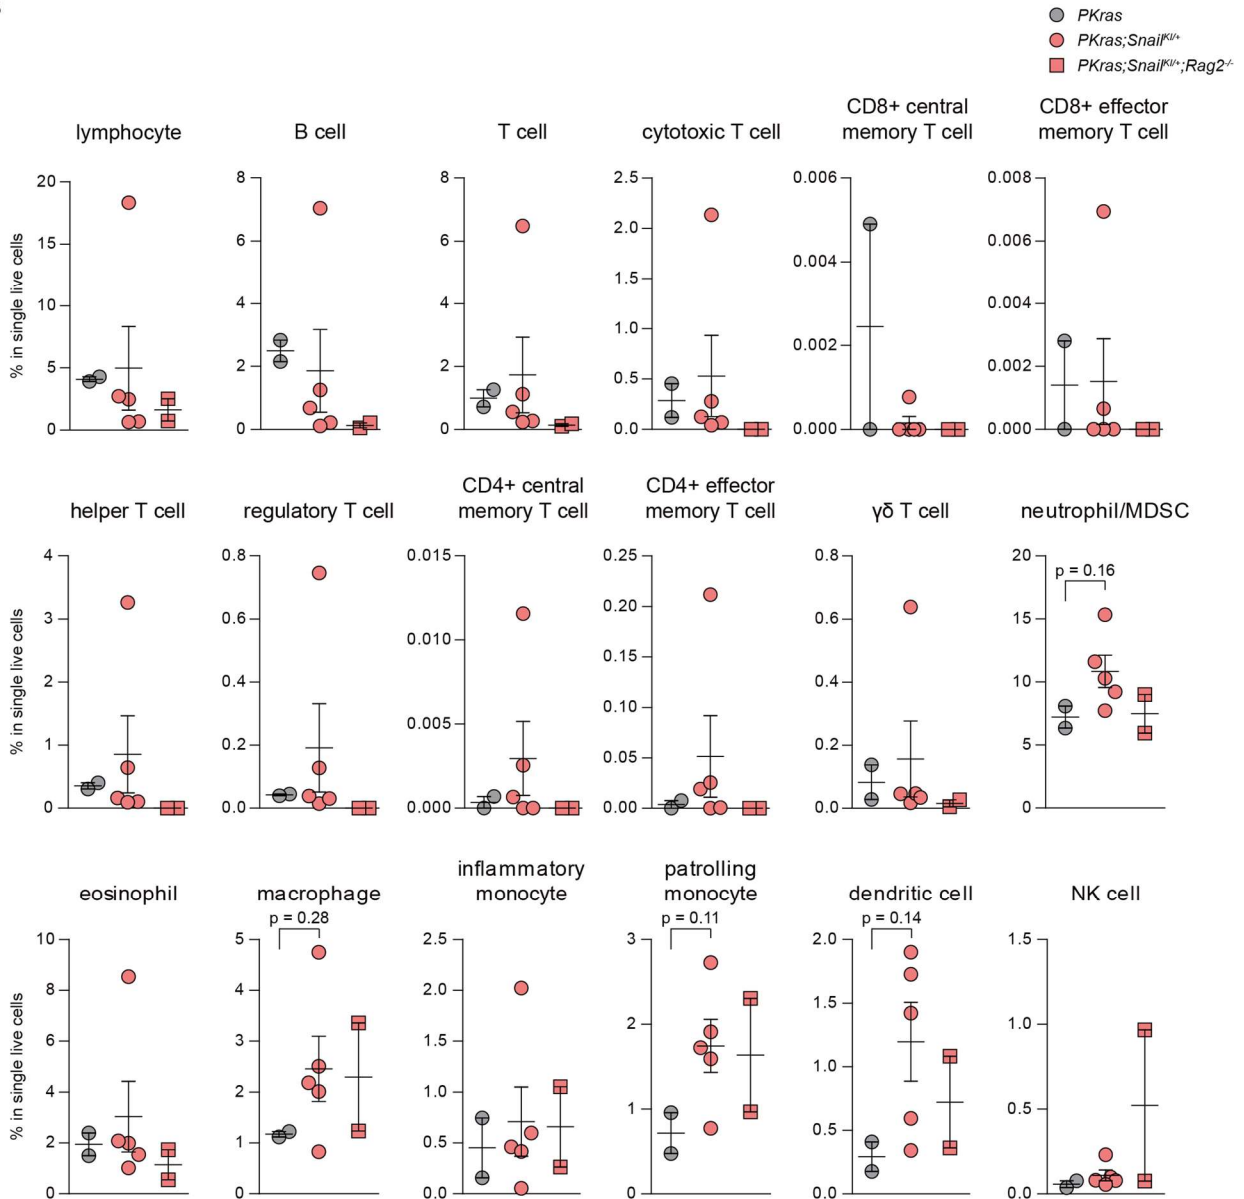 PKras
PKras;Snail^KI/+
PKras;Snail^KI/+;Rag2^-/-
lymphocyte
B cell
T cell
cytotoxic T cell
CD8+ central
memory T cell
CD8+ effector
memory T cell
% in single live cells
20
15
10
5
0
8
6
4
2
0
8
6
4
2
0
2.5
2.0
1.5
1.0
0.5
0.0
0.006
0.004
0.002
0.000
0.008
0.006
0.004
0.002
0.000
helper T cell
regulatory T cell
CD4+ central
memory T cell
CD4+ effector
memory T cell
γδ T cell
neutrophil/MDSC
% in single live cells
4
3
2
1
0
0.8
0.6
0.4
0.2
0.0
0.015
0.010
0.005
0.000
0.25
0.20
0.15
0.10
0.05
0.00
0.8
0.6
0.4
0.2
0.0
p = 0.16
20
15
10
5
0
eosinophil
macrophage
inflammatory
monocyte
patrolling
monocyte
dendritic cell
NK cell
% in single live cells
10
8
6
4
2
0
p = 0.28
5
4
3
2
1
0
2.5
2.0
1.5
1.0
0.5
0.0
p = 0.11
3
2
1
0
p = 0.14
2.0
1.5
1.0
0.5
0.0
1.5
1.0
0.5
0.0